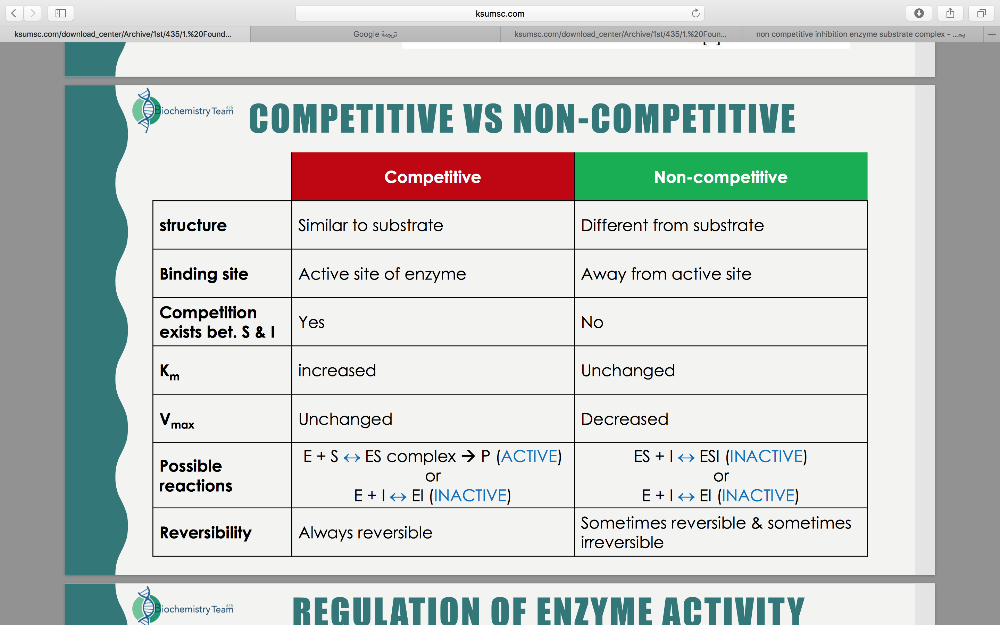 ksumsc.com
ksumsc.com/download_center/Archive/1st/435/1.%20Found...
ترجمة Google
ksumsc.com/download_center/Archive/1st/435/1.%20Foun...
non competitive inhibition enzyme substrate complex - ...بحـ
Biochemistry Team 435
COMPETITIVE VS NON-COMPETITIVE
Competitive
Non-competitive
structure
Similar to substrate
Different from substrate
Binding site
Active site of enzyme
Away from active site
Competition
exists bet. S & I
Yes
No
Km
increased
Unchanged
Vmax
Unchanged
Decreased
Possible
reactions
E + S ↔ ES complex → P (ACTIVE)
or
E + I ↔ EI (INACTIVE)
ES + I ↔ ESI (INACTIVE)
or
E + I ↔ EI (INACTIVE)
Reversibility
Always reversible
Sometimes reversible & sometimes
irreversible
Biochemistry Team 435
REGULATION OF ENZYME ACTIVITY